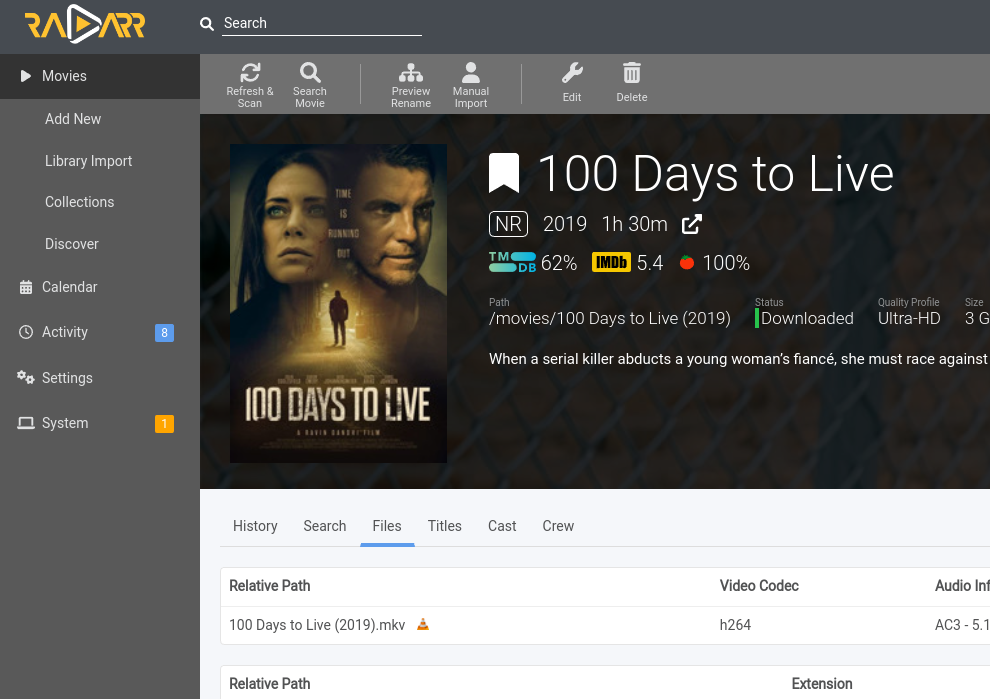 RADARR
Search
Movies
Add New
Library Import
Collections
Discover
Calendar
Activity 8
Settings
System 1
Refresh & Scan
Search Movie
Preview Rename
Manual Import
Edit
Delete
TIME
IS
RUNNING
OUT
100 DAYS TO LIVE
A RAVIN GANDHI FILM
100 Days to Live
NR 2019 1h 30m
TMDB 62% IMDb 5.4 100%
Path
/movies/100 Days to Live (2019)
Status
Downloaded
Quality Profile
Ultra-HD
Size
3 G
When a serial killer abducts a young woman’s fiancé, she must race against
History Search Files Titles Cast Crew
Relative Path Video Codec Audio Inf
100 Days to Live (2019).mkv h264 AC3 - 5.1
Relative Path Extension